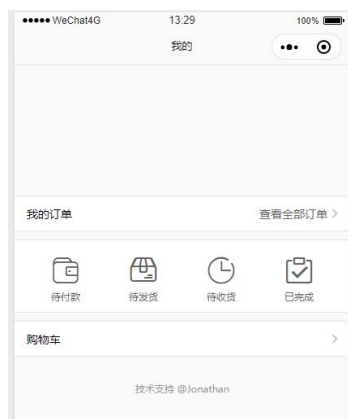 WeChat4G 13:29 100%
我的
我的订单 查看全部订单
待付款 待发货 待收货 已完成
购物车
技术支持 @Jonathan